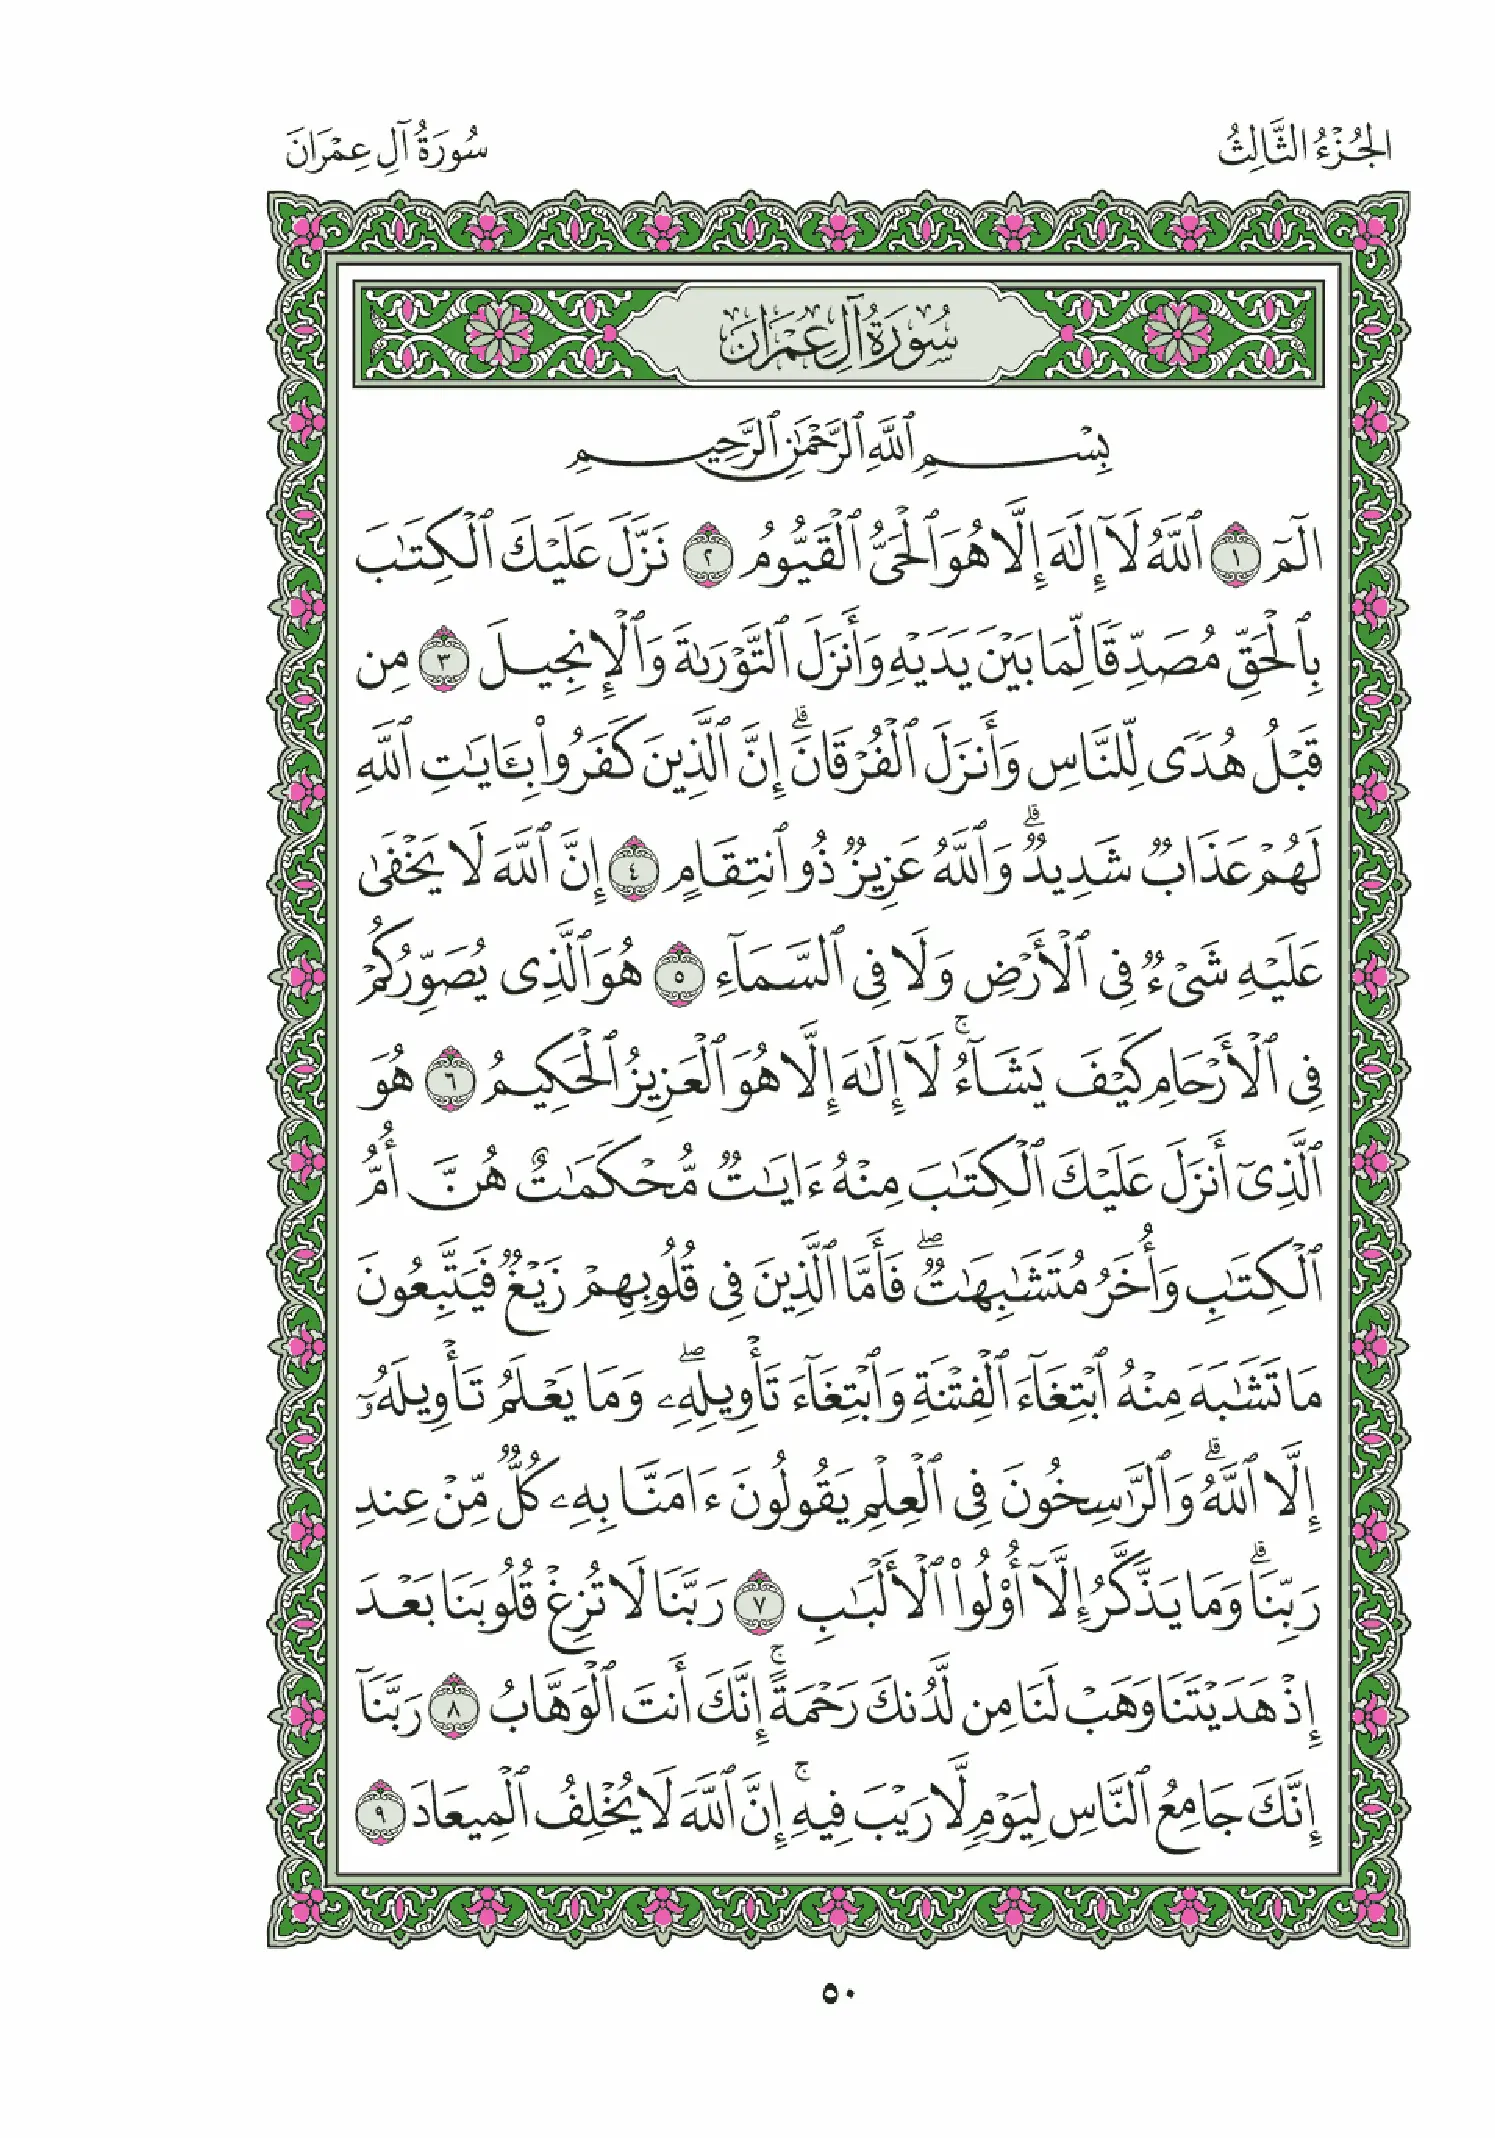 الجُزْءُ الثَّالِثُ
سُورَةُ آلِ عِمْرَانَ
سُورَةُ آلِ عِمْرَانَ
بِسْمِ ٱللَّهِ ٱلرَّحْمَٰنِ ٱلرَّحِيمِ
الٓمٓ ١ ٱللَّهُ لَآ إِلَٰهَ إِلَّا هُوَ ٱلْحَىُّ ٱلْقَيُّومُ ٢ نَزَّلَ عَلَيْكَ ٱلْكِتَٰبَ
بِٱلْحَقِّ مُصَدِّقًا لِّمَا بَيْنَ يَدَيْهِ وَأَنزَلَ ٱلتَّوْرَىٰةَ وَٱلْإِنجِيلَ ٣ مِن
قَبْلُ هُدًى لِّلنَّاسِ وَأَنزَلَ ٱلْفُرْقَانَۗ إِنَّ ٱلَّذِينَ كَفَرُوا۟ بِـَٔايَٰتِ ٱللَّهِ
لَهُمْ عَذَابٌ شَدِيدٌۗ وَٱللَّهُ عَزِيزٌ ذُو ٱنتِقَامٍ ٤ إِنَّ ٱللَّهَ لَا يَخْفَىٰ
عَلَيْهِ شَىْءٌ فِى ٱلْأَرْضِ وَلَا فِى ٱلسَّمَآءِ ٥ هُوَ ٱلَّذِى يُصَوِّرُكُمْ
فِى ٱلْأَرْحَامِ كَيْفَ يَشَآءُۚ لَآ إِلَٰهَ إِلَّا هُوَ ٱلْعَزِيزُ ٱلْحَكِيمُ ٦ هُوَ
ٱلَّذِىٓ أَنزَلَ عَلَيْكَ ٱلْكِتَٰبَ مِنْهُ ءَايَٰتٌ مُّحْكَمَٰتٌ هُنَّ أُمُّ
ٱلْكِتَٰبِ وَأُخَرُ مُتَشَٰبِهَٰتٌۖ فَأَمَّا ٱلَّذِينَ فِى قُلُوبِهِمْ زَيْغٌ فَيَتَّبِعُونَ
مَا تَشَٰبَهَ مِنْهُ ٱبْتِغَآءَ ٱلْفِتْنَةِ وَٱبْتِغَآءَ تَأْوِيلِهِۦۖ وَمَا يَعْلَمُ تَأْوِيلَهُۥٓ
إِلَّا ٱللَّهُۗ وَٱلرَّٰسِخُونَ فِى ٱلْعِلْمِ يَقُولُونَ ءَامَنَّا بِهِۦ كُلٌّ مِّنْ عِندِ
رَبِّنَاۗ وَمَا يَذَّكَّرُ إِلَّآ أُو۟لُوا۟ ٱلْأَلْبَٰبِ ٧ رَبَّنَا لَا تُزِغْ قُلُوبَنَا بَعْدَ
إِذْ هَدَيْتَنَا وَهَبْ لَنَا مِن لَّدُنكَ رَحْمَةًۚ إِنَّكَ أَنتَ ٱلْوَهَّابُ ٨ رَبَّنَآ
إِنَّكَ جَامِعُ ٱلنَّاسِ لِيَوْمٍ لَّا رَيْبَ فِيهِۚ إِنَّ ٱللَّهَ لَا يُخْلِفُ ٱلْمِيعَادَ ٩
٥٠